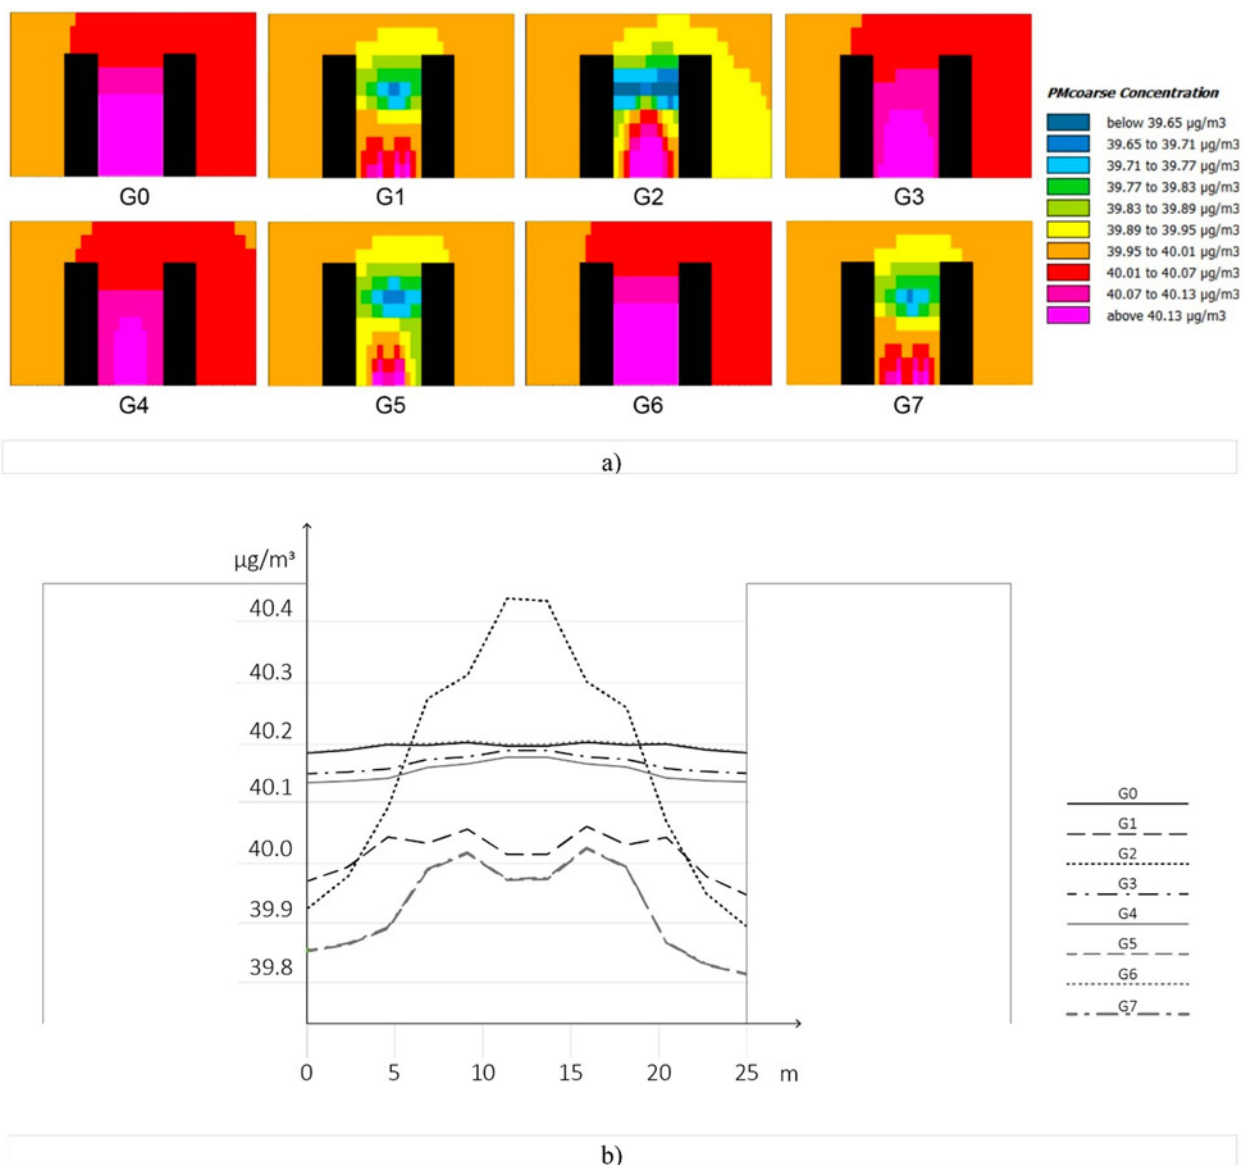 G0
G1
G2
G3
PMcoarse Concentration
below 39.65 µg/m3
39.65 to 39.71 µg/m3
39.71 to 39.77 µg/m3
39.77 to 39.83 µg/m3
39.83 to 39.89 µg/m3
39.89 to 39.95 µg/m3
39.95 to 40.01 µg/m3
40.01 to 40.07 µg/m3
40.07 to 40.13 µg/m3
above 40.13 µg/m3
G4
G5
G6
G7
a)
µg/m³
40.4
40.3
40.2
40.1
40.0
39.9
39.8
0 5 10 15 20 25 m
G0
G1
G2
G3
G4
G5
G6
G7
b)